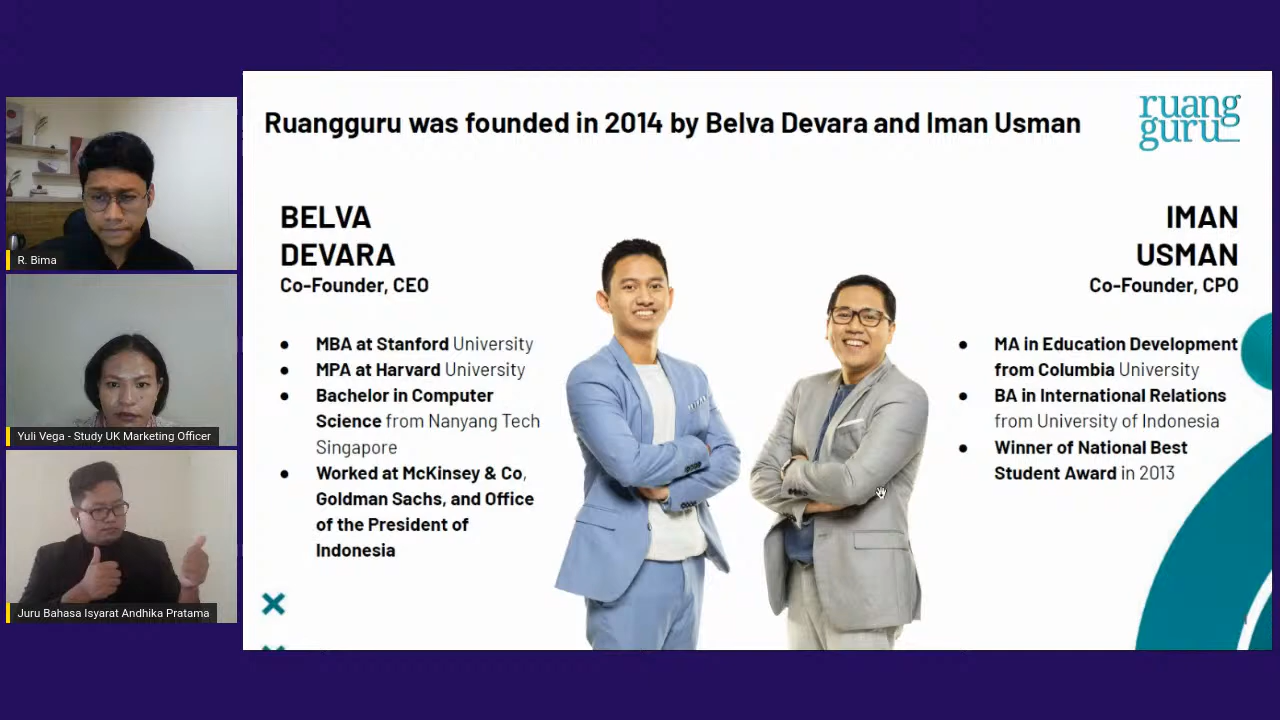 Ruangguru was founded in 2014 by Belva Devara and Iman Usman
ruang
guru
BELVA
DEVARA
Co-Founder, CEO
● MBA at Stanford University
● MPA at Harvard University
● Bachelor in Computer
Science from Nanyang Tech
Singapore
● Worked at McKinsey & Co,
Goldman Sachs, and Office
of the President of
Indonesia
IMAN
USMAN
Co-Founder, CPO
● MA in Education Development
from Columbia University
● BA in International Relations
from University of Indonesia
● Winner of National Best
Student Award in 2013
R. Bima
Yuli Vega - Study UK Marketing Officer
Juru Bahasa Isyarat Andhika Pratama